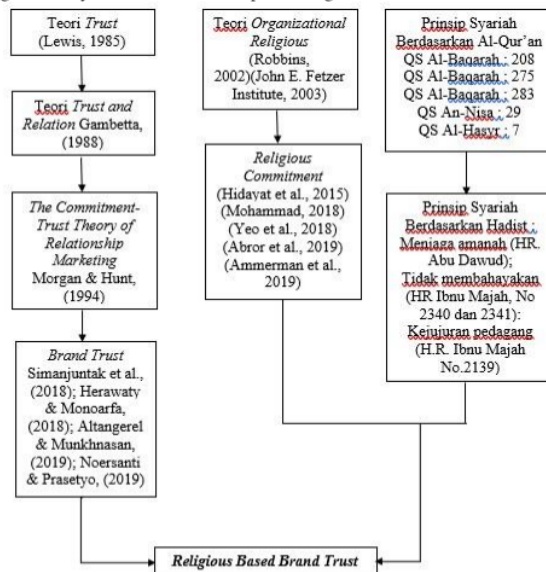 Teori Trust
(Lewis, 1985)
Teori Trust and
Relation Gambetta,
(1988)
The Commitment-
Trust Theory of
Relationship
Marketing
Morgan & Hunt,
(1994)
Brand Trust
Simanjuntak et al.,
(2018); Herawaty
& Monoarfa,
(2018); Altangerel
& Munkhnasan,
(2019); Noersanti
& Prasetyo, (2019)
Teori Organizational
Religious
(Robbins,
2002)(John E. Fetzer
Institute, 2003)
Religious
Commitment
(Hidayat et al., 2015)
(Mohammad, 2018)
(Yeo et al., 2018)
(Abror et al., 2019)
(Ammerman et al.,
2019)
Prinsip Syariah
Berdasarkan Al-Qur'an
QS Al-Baqarah ; 208
QS Al-Baqarah ; 275
QS Al-Baqarah ; 283
QS An-Nisa ; 29
QS Al-Hasyr ; 7
Prinsip Syariah
Berdasarkan Hadist ;
Menjaga amanah (HR.
Abu Dawud);
Tidak membahayakan
(HR Ibnu Majah, No
2340 dan 2341):
Kejujuran pedagang
(H.R. Ibnu Majah
No.2139)
Religious Based Brand Trust